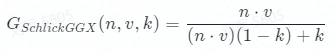 G_{SchlickGGX}(n, v, k) = \frac{n \cdot v}{(n \cdot v)(1 - k) + k}